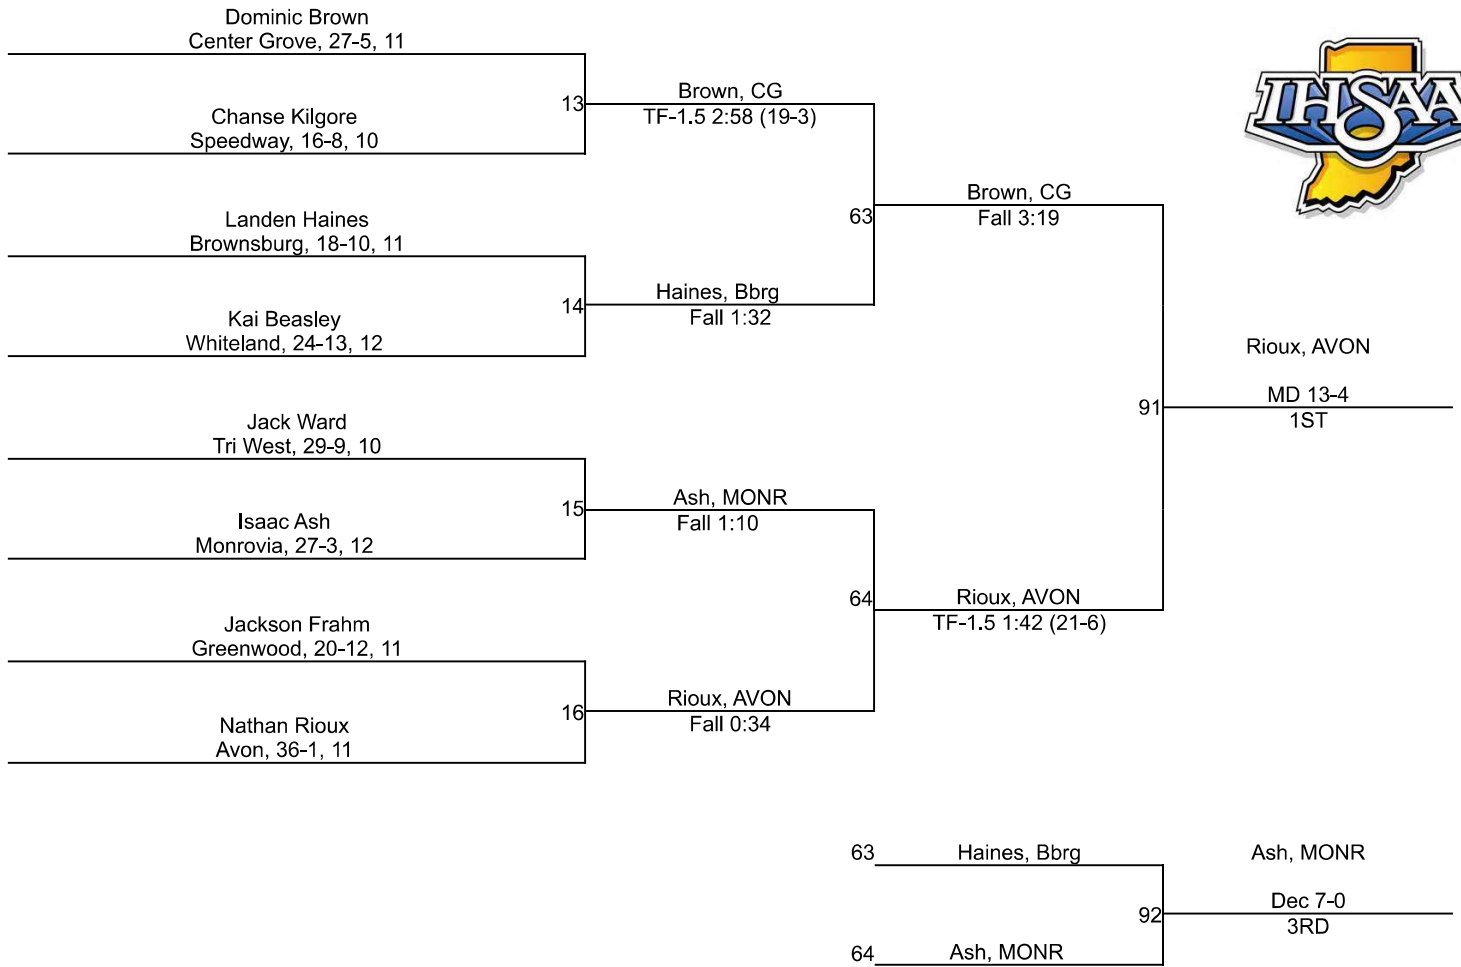 Dominic Brown
Center Grove, 27-5, 11
Chanse Kilgore
Speedway, 16-8, 10
13
Brown, CG
TF-1.5 2:58 (19-3)
Landen Haines
Brownsburg, 18-10, 11
Kai Beasley
Whiteland, 24-13, 12
14
Haines, Bbrg
Fall 1:32
63
Brown, CG
Fall 3:19
Jack Ward
Tri West, 29-9, 10
Isaac Ash
Monrovia, 27-3, 12
15
Ash, MONR
Fall 1:10
Jackson Frahm
Greenwood, 20-12, 11
Nathan Rioux
Avon, 36-1, 11
16
Rioux, AVON
Fall 0:34
64
Rioux, AVON
TF-1.5 1:42 (21-6)
91
Rioux, AVON
MD 13-4
1ST
IHSAA
63
Haines, Bbrg
64
Ash, MONR
92
Ash, MONR
Dec 7-0
3RD